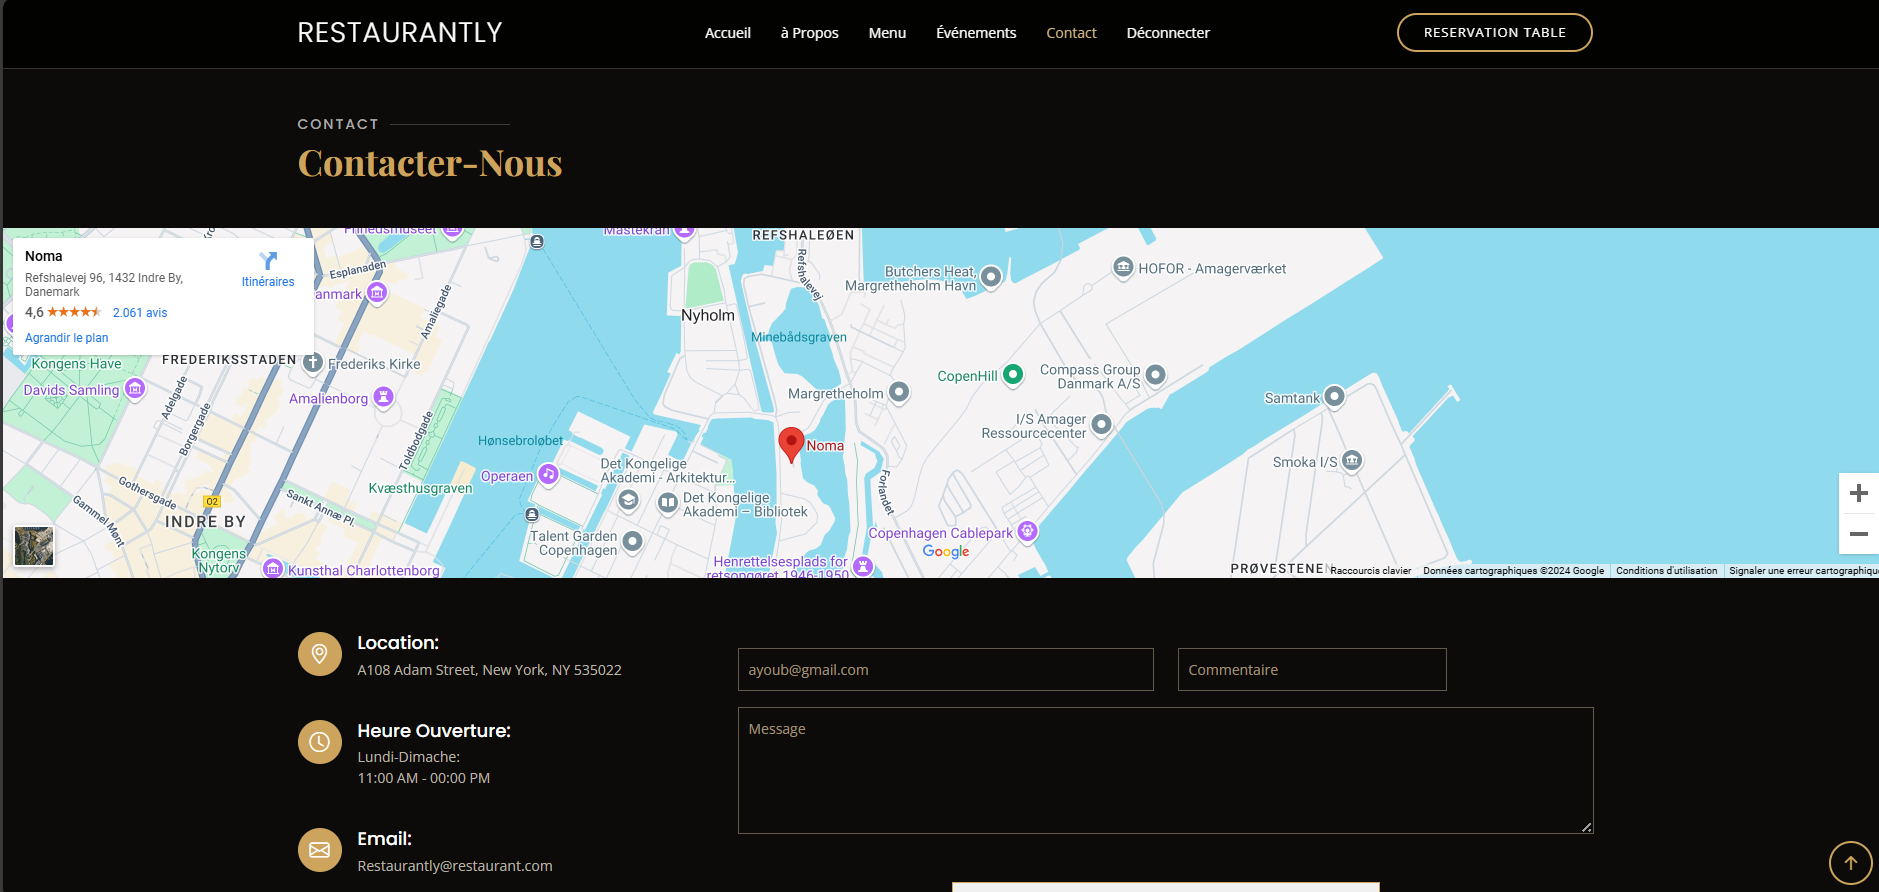 RESTAURANTLY
Accueil
à Propos
Menu
Événements
Contact
Déconnecter
RESERVATION TABLE
CONTACT
Contacter-Nous
Noma
Refshalevej 96, 1432 Indre By,
Danemark
4,6
2.061 avis
Agrandir le plan
Itinéraires
Esplanaden
Amaliegade
REFSHALEØEN
Refshalevej
Butchers Heat,
Margretheholm Havn
HOFOR - Amagerværket
Nyholm
Minebådsgraven
Kongens Have
FREDERIKSSTADEN
Frederiks Kirke
Davids Samling
Adelgade
Borgergade
Amalienborg
Toldbodgade
Margretheholm
CopenHill
Compass Group
Danmark A/S
I/S Amager
Ressourcecenter
Samtank
Smoka I/S
Hønsebroløbet
Noma
Operaen
Det Kongelige
Akademi - Arkitektur...
Det Kongelige
Akademi – Bibliotek
Kvæsthusgraven
Forlandet
Gothersgade
Gammel Mønt
O2
Sankt Annæ Pl.
INDRE BY
Talent Garden
Copenhagen
Copenhagen Cablepark
Google
Kongens
Nytorv
Kunsthal Charlottenborg
Henrettelsesplads for
retsopgøret 1946-1950
PRØVESTENEN
Raccourcis clavier
Données cartographiques ©2024 Google
Conditions d'utilisation
Signaler une erreur cartographique
Location:
A108 Adam Street, New York, NY 535022
ayoub@gmail.com
Commentaire
Message
Heure Ouverture:
Lundi-Dimache:
11:00 AM - 00:00 PM
Email:
Restaurantly@restaurant.com